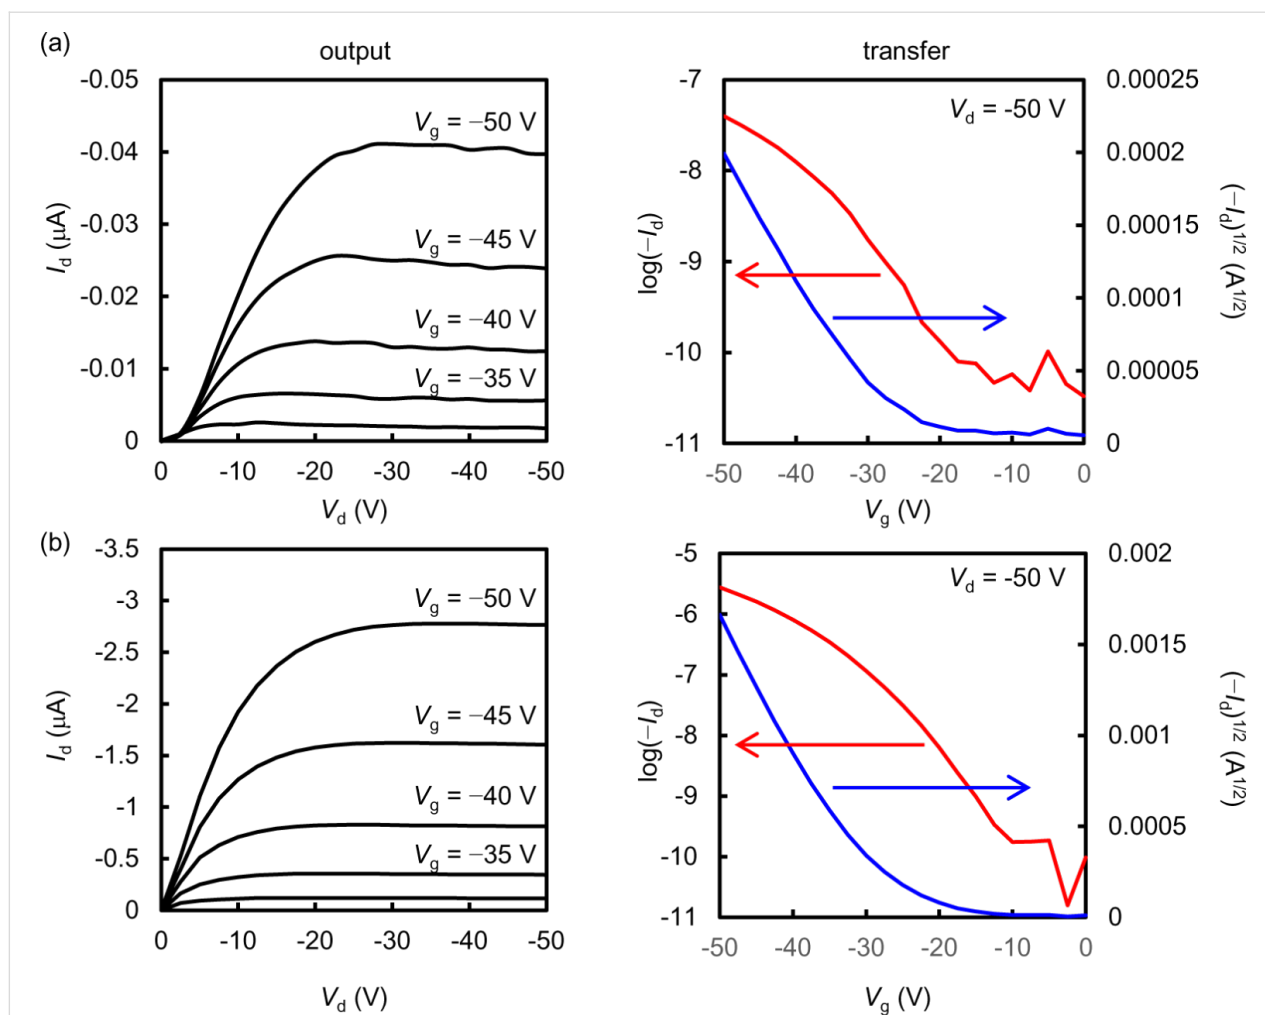 (a)
output
-0.05
-0.04
-0.03
-0.02
-0.01
0
Id (µA)
Vg = −50 V
Vg = −45 V
Vg = −40 V
Vg = −35 V
0 -10 -20 -30 -40 -50
Vd (V)
transfer
-7
-8
-9
-10
-11
log(−Id)
Vd = -50 V
0.00025
0.0002
0.00015
0.0001
0.00005
0
(−Id)1/2 (A1/2)
-50 -40 -30 -20 -10 0
Vg (V)
(b)
-3.5
-3
-2.5
-2
-1.5
-1
-0.5
0
Id (µA)
Vg = −50 V
Vg = −45 V
Vg = −40 V
Vg = −35 V
0 -10 -20 -30 -40 -50
Vd (V)
-5
-6
-7
-8
-9
-10
-11
log(−Id)
Vd = -50 V
0.002
0.0015
0.001
0.0005
0
(−Id)1/2 (A1/2)
-50 -40 -30 -20 -10 0
Vg (V)